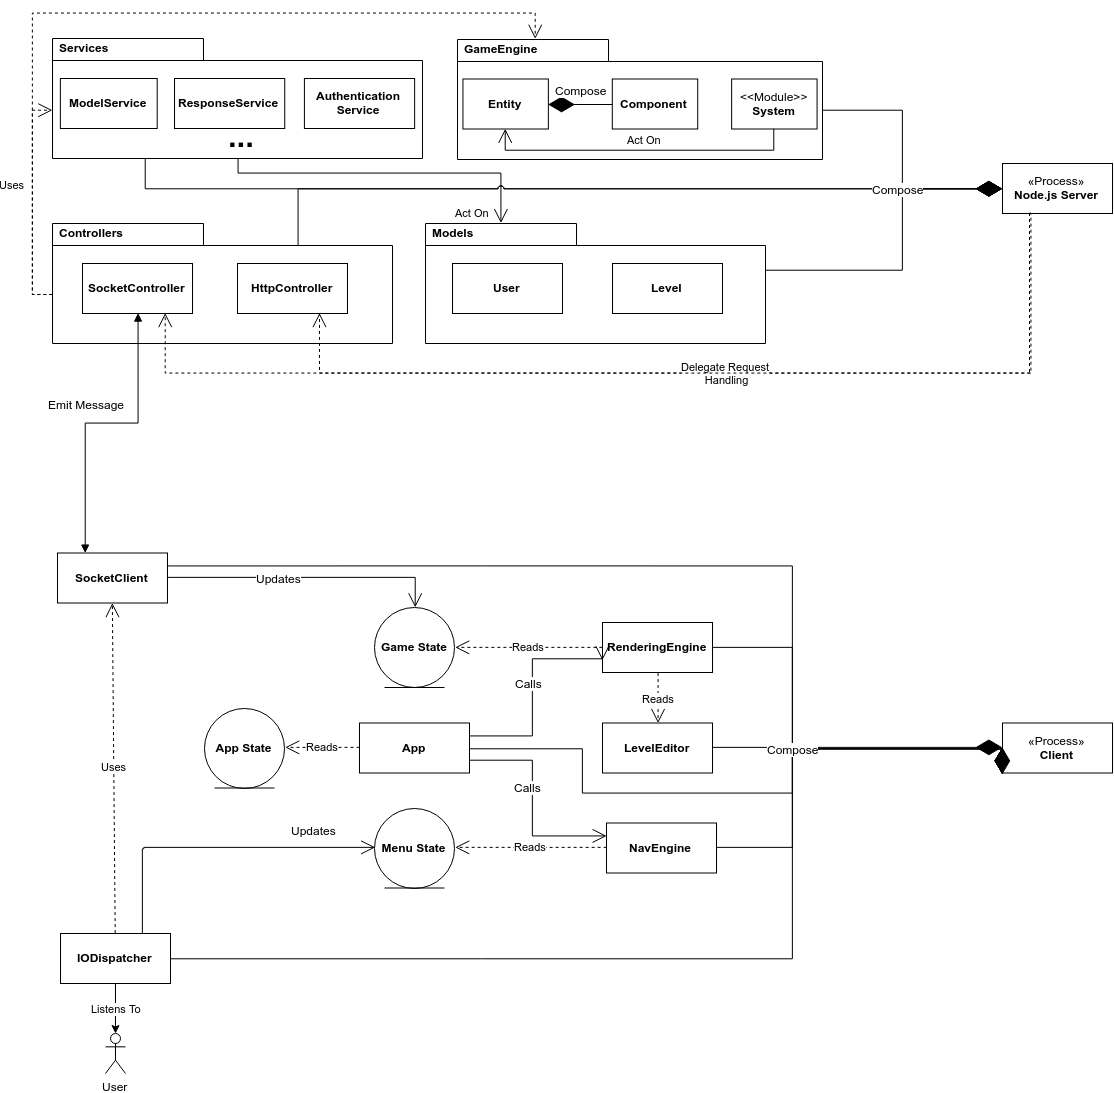 Services
GameEngine
ModelService
ResponseService
Authentication
Service
...
Entity
Compose
Component
<<Module>>
System
Act On
Uses
Compose
«Process»
Node.js Server
Act On
Controllers
Models
SocketController
HttpController
User
Level
Delegate Request
Handling
Emit Message
SocketClient
Updates
Game State
Reads
RenderingEngine
Calls
Reads
App State
Reads
App
LevelEditor
Compose
«Process»
Client
Uses
Calls
Updates
Menu State
Reads
NavEngine
IODispatcher
Listens To
User